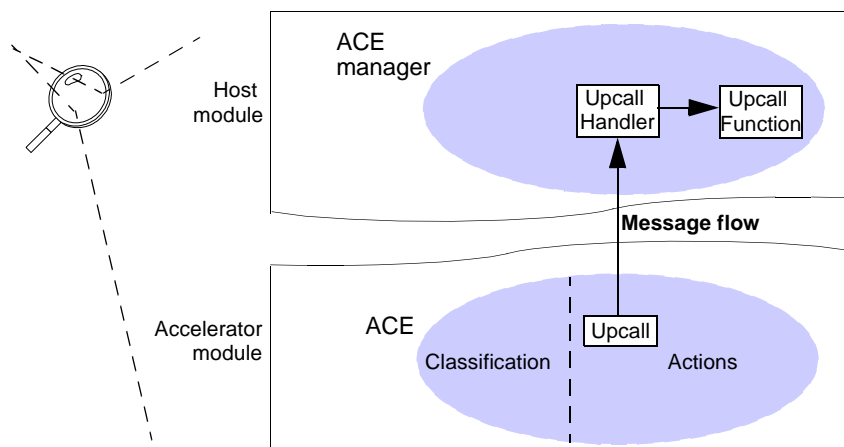 ACE
manager
Host
module
Upcall
Handler
Upcall
Function
Message flow
Accelerator
module
ACE
Upcall
Classification
Actions